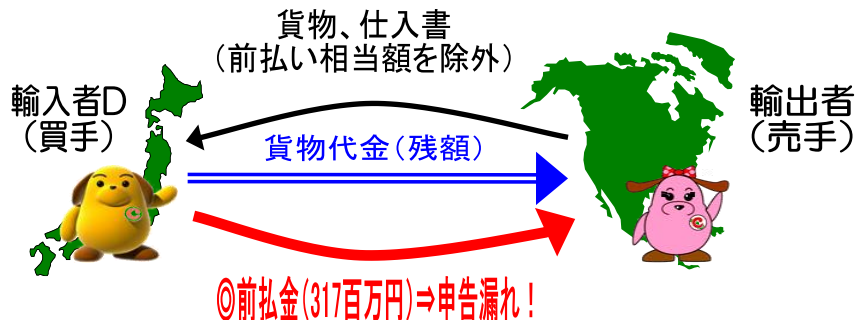 貨物、仕入書
（前払い相当額を除外）
輸入者D
（買手）
輸出者
（売手）
貨物代金（残額）
◎前払金（317百万円）⇒申告漏れ！